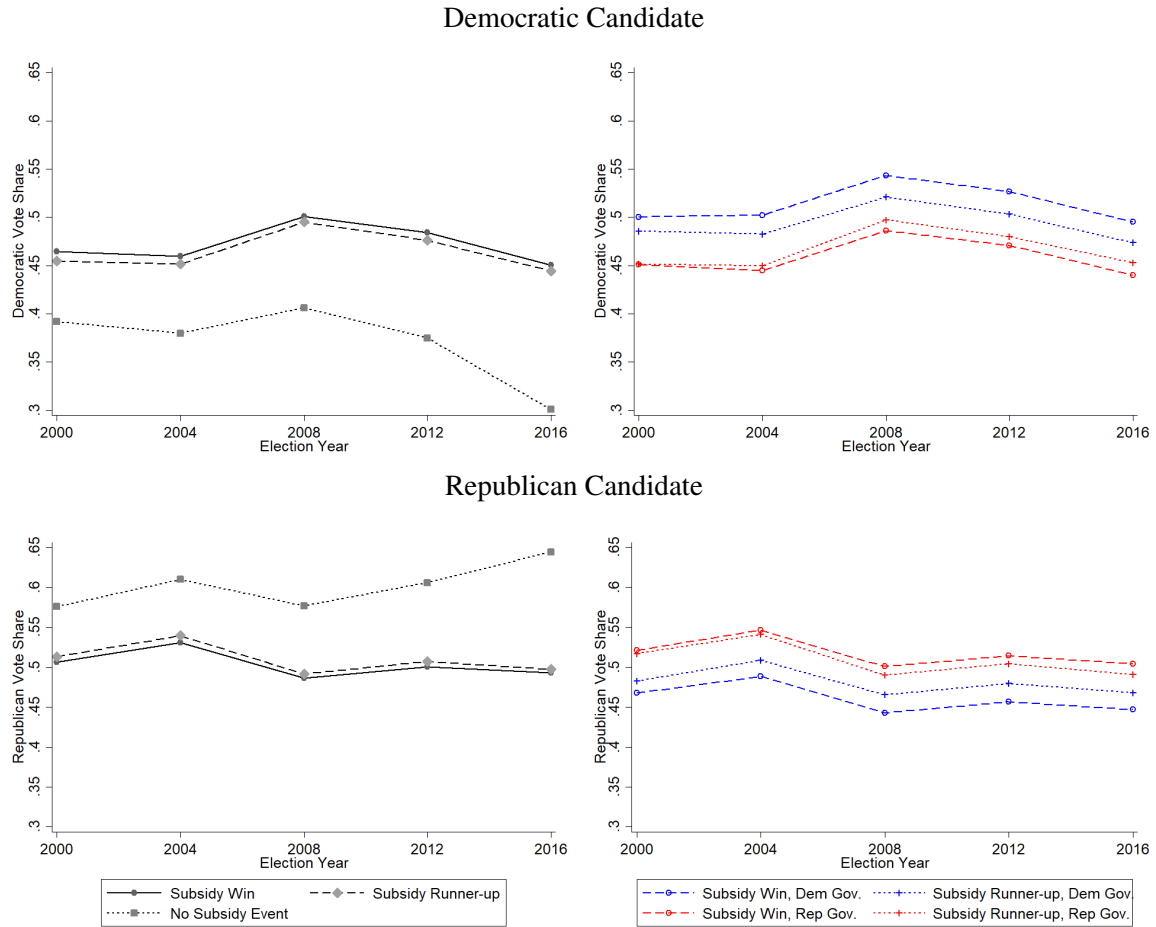 Democratic Candidate
Democratic Vote Share
.65
.6
.55
.5
.45
.4
.35
.3
2000 2004 2008 2012 2016
Election Year
Democratic Vote Share
.65
.6
.55
.5
.45
.4
.35
.3
2000 2004 2008 2012 2016
Election Year
Republican Candidate
Republican Vote Share
.65
.6
.55
.5
.45
.4
.35
.3
2000 2004 2008 2012 2016
Election Year
Subsidy Win Subsidy Runner-up
No Subsidy Event
Republican Vote Share
.65
.6
.55
.5
.45
.4
.35
.3
2000 2004 2008 2012 2016
Election Year
Subsidy Win, Dem Gov. Subsidy Runner-up, Dem Gov.
Subsidy Win, Rep Gov. Subsidy Runner-up, Rep Gov.